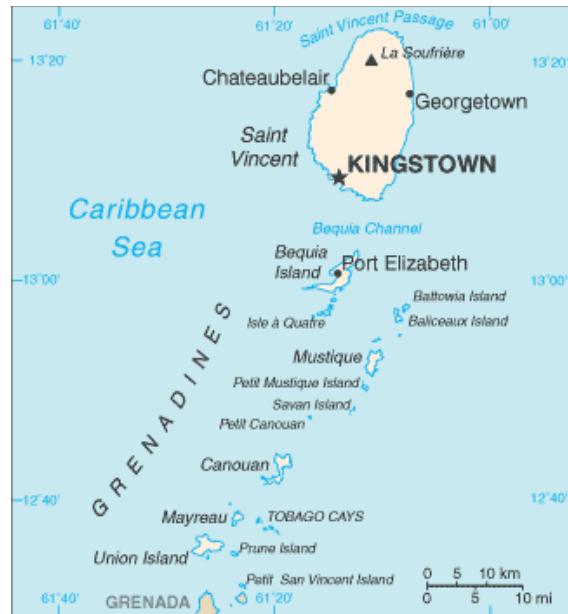 61°40'
61°20'
61°00'
Saint Vincent Passage
La Soufrière
13°20'
13°20'
Chateaubelair
Georgetown
Saint
Vincent
KINGSTOWN
Caribbean
Sea
Bequia Channel
Bequia
Island
Port Elizabeth
13°00'
13°00'
Battowia Island
Baliceaux Island
Isle à Quatre
GRENADINES
Mustique
Petit Mustique Island
Savan Island
Petit Canouan
Canouan
12°40'
12°40'
Mayreau
TOBAGO CAYS
Union Island
Prune Island
Petit San Vincent Island
GRENADA
0 5 10 km
0 5 10 mi
61°40'
61°20'